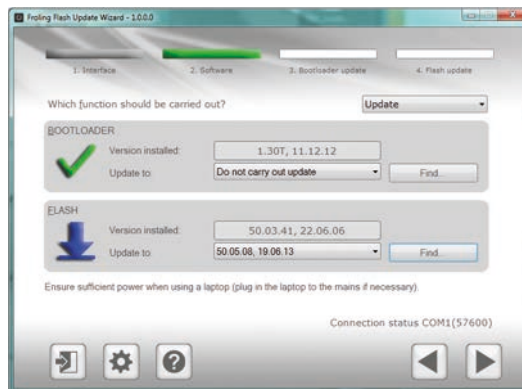 Froling Flash Update Wizard - 1.0.0.0
1. Interface 2. Software 3. Bootloader update 4. Flash update
Which function should be carried out? Update
BOOTLOADER
Version installed: 1.30T, 11.12.12
Update to Do not carry out update Find...
FLASH
Version installed: 50.03.41, 22.06.06
Update to 50.05.08, 19.06.13 Find...
Ensure sufficient power when using a laptop (plug in the laptop to the mains if necessary).
Connection status COM1(57600)